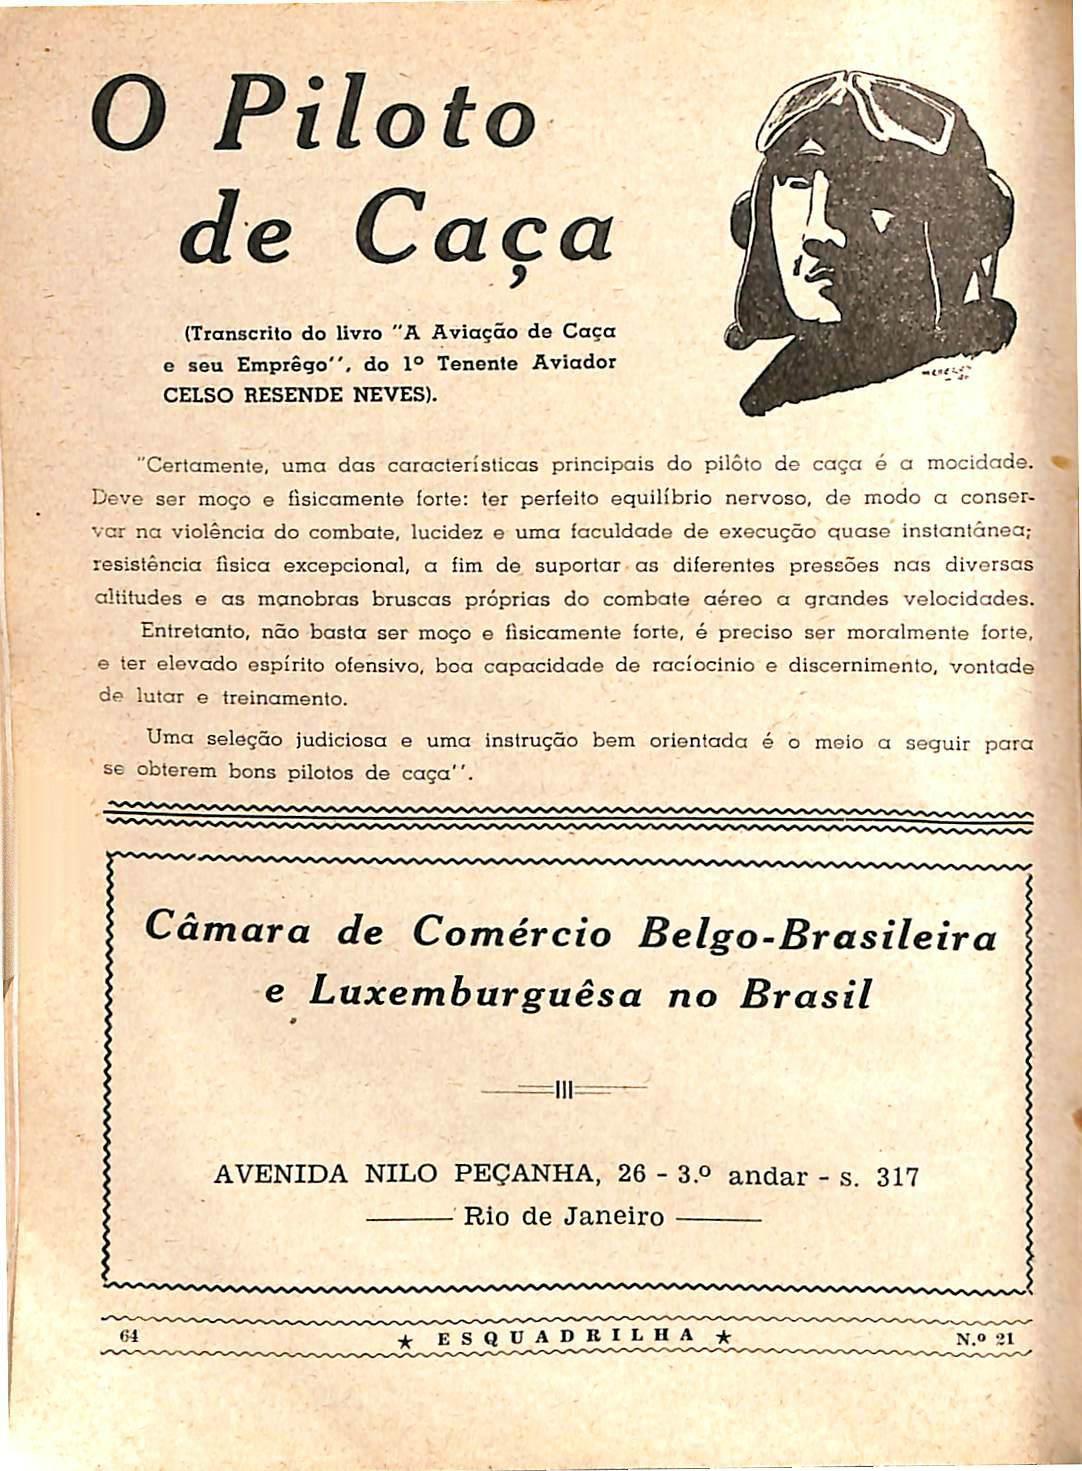 O Piloto
de Caça
(Transcrito do livro "A Aviação de Caça
e seu Emprêgo", do 1º Tenente Aviador
CELSO RESENDE NEVES).
"Certamente, uma das características principais do pilôto de caça é a mocidade.
Deve ser moço e fìsicamente forte: ter perfeito equilíbrio nervoso, de modo a conser-
var na violência do combate, lucidez e uma faculdade de execução quase instantânea;
resistência física excepcional, a fim de suportar as diferentes pressões nas diversas
altitudes e as manobras bruscas próprias do combate aéreo a grandes velocidades.
Entretanto, não basta ser moço e fìsicamente forte, é preciso ser moralmente forte,
e ter elevado espírito ofensivo, boa capacidade de racíocinio e discernimento, vontade
de lutar e treinamento.
Uma seleção judiciosa e uma instrução bem orientada é o meio a seguir para
se obterem bons pilotos de caça".
Câmara de Comércio Belgo-Brasileira
e Luxemburguêsa no Brasil
AVENIDA NILO PEÇANHA, 26 - 3.º andar - s. 317
Rio de Janeiro
64 ★ ESQUADRILHA ★ N.º 21